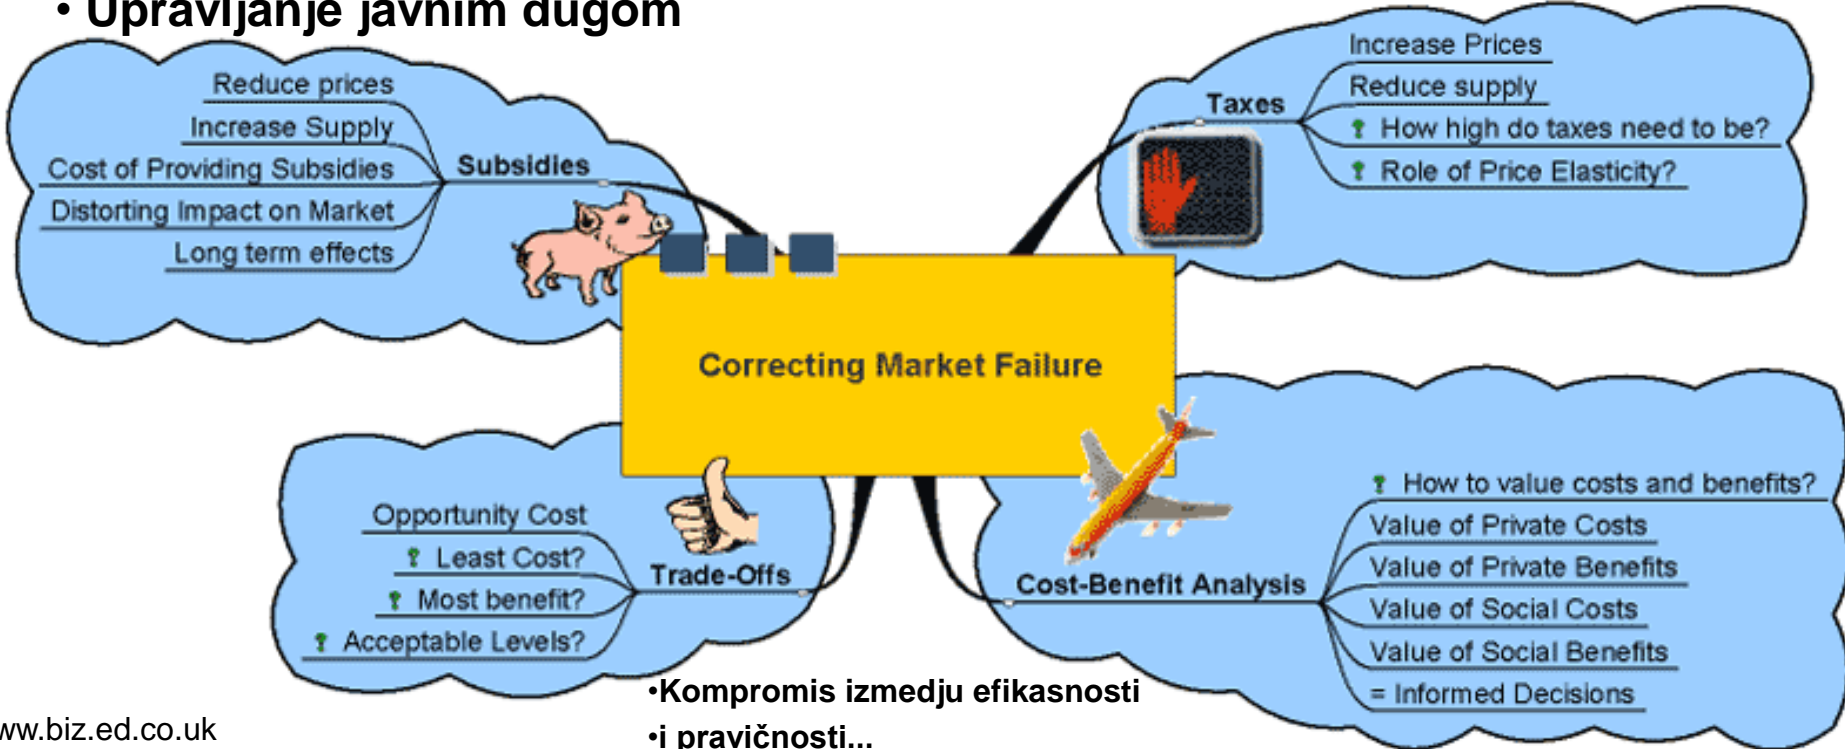 • Upravljanje javnim dugom
Reduce prices
Increase Supply
Cost of Providing Subsidies
Distorting Impact on Market
Long term effects
Subsidies
Taxes
Increase Prices
Reduce supply
? How high do taxes need to be?
? Role of Price Elasticity?
Correcting Market Failure
Opportunity Cost
? Least Cost?
? Most benefit?
? Acceptable Levels?
Trade-Offs
Cost-Benefit Analysis
? How to value costs and benefits?
Value of Private Costs
Value of Private Benefits
Value of Social Costs
Value of Social Benefits
= Informed Decisions
•Kompromis izmedju efikasnosti
•i pravičnosti...
ww.biz.ed.co.uk